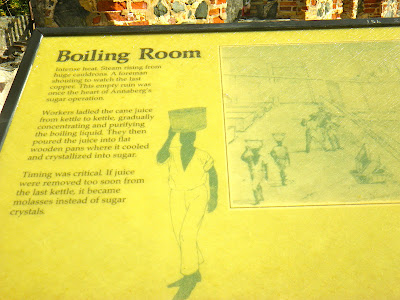 Boiling Room
Intense heat. Steam rising from
huge cauldrons. A foreman
shouting to watch the last
copper. This empty ruin was
once the heart of Annaberg's
sugar operation.
Workers ladled the cane juice
from kettle to kettle, gradually
concentrating and purifying
the boiling liquid. They then
poured the juice into flat
wooden pans where it cooled
and crystallized into sugar.
Timing was critical. If juice
were removed too soon from
the last kettle, it became
molasses instead of sugar
crystals